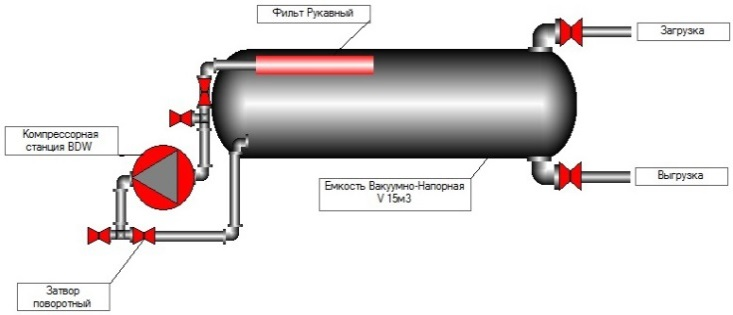 Фильт Рукавный
Загрузка
Компрессорная
станция BDW
Выгрузка
Емкость Вакуумно-Напорная
V 15м3
Затвор
поворотный